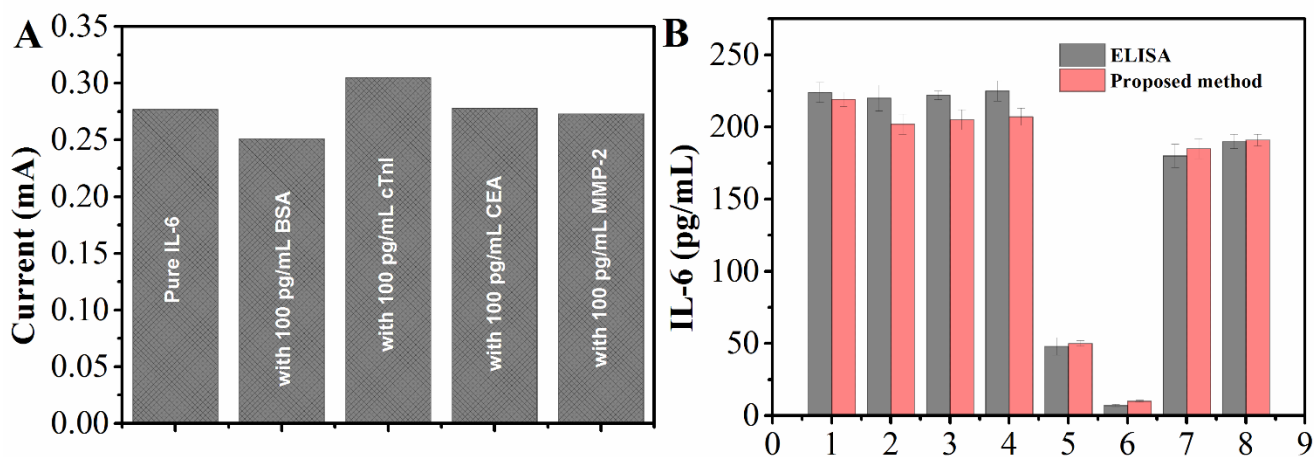 A
Current (mA)
0.35
0.30
0.25
0.20
0.15
0.10
0.05
0.00
Pure IL-6
with 100 pg/mL BSA
with 100 pg/mL cTnI
with 100 pg/mL CEA
with 100 pg/mL MMP-2
B
IL-6 (pg/mL)
250
200
150
100
50
0
ELISA
Proposed method
0 1 2 3 4 5 6 7 8 9